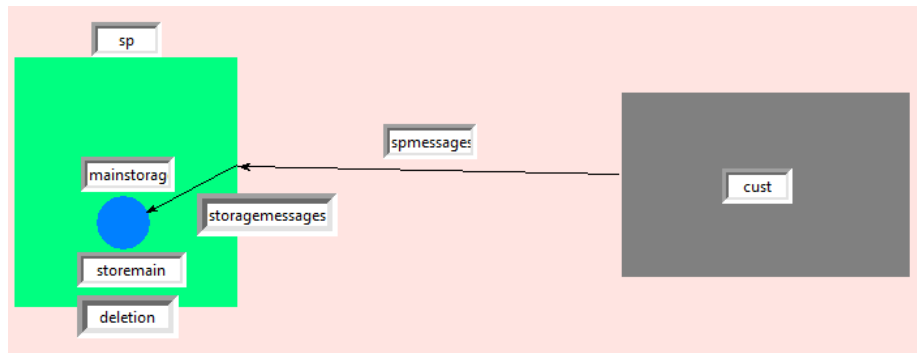 sp
spmessages
mainstorag
cust
storagemessages
storemain
deletion